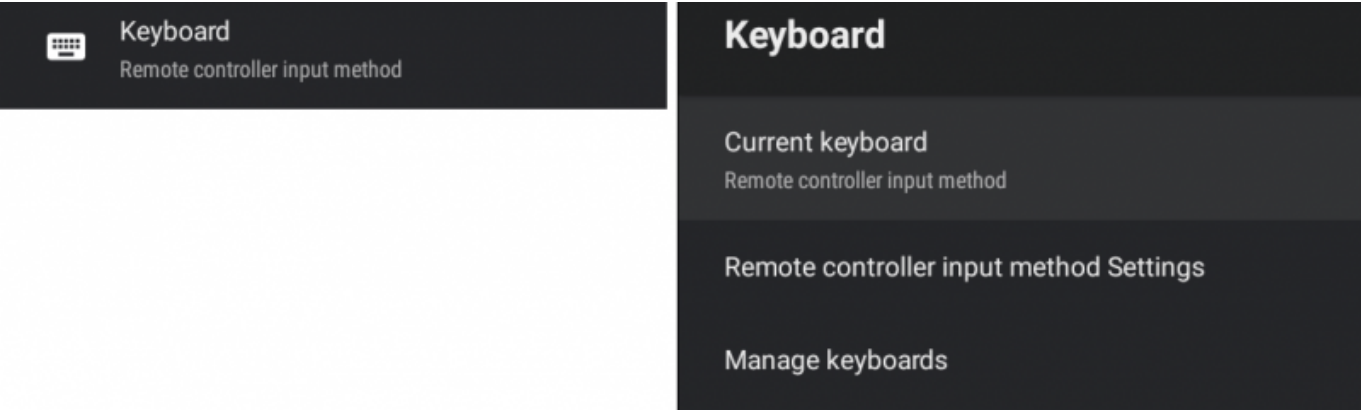 Keyboard
Remote controller input method
Keyboard
Current keyboard
Remote controller input method
Remote controller input method Settings
Manage keyboards